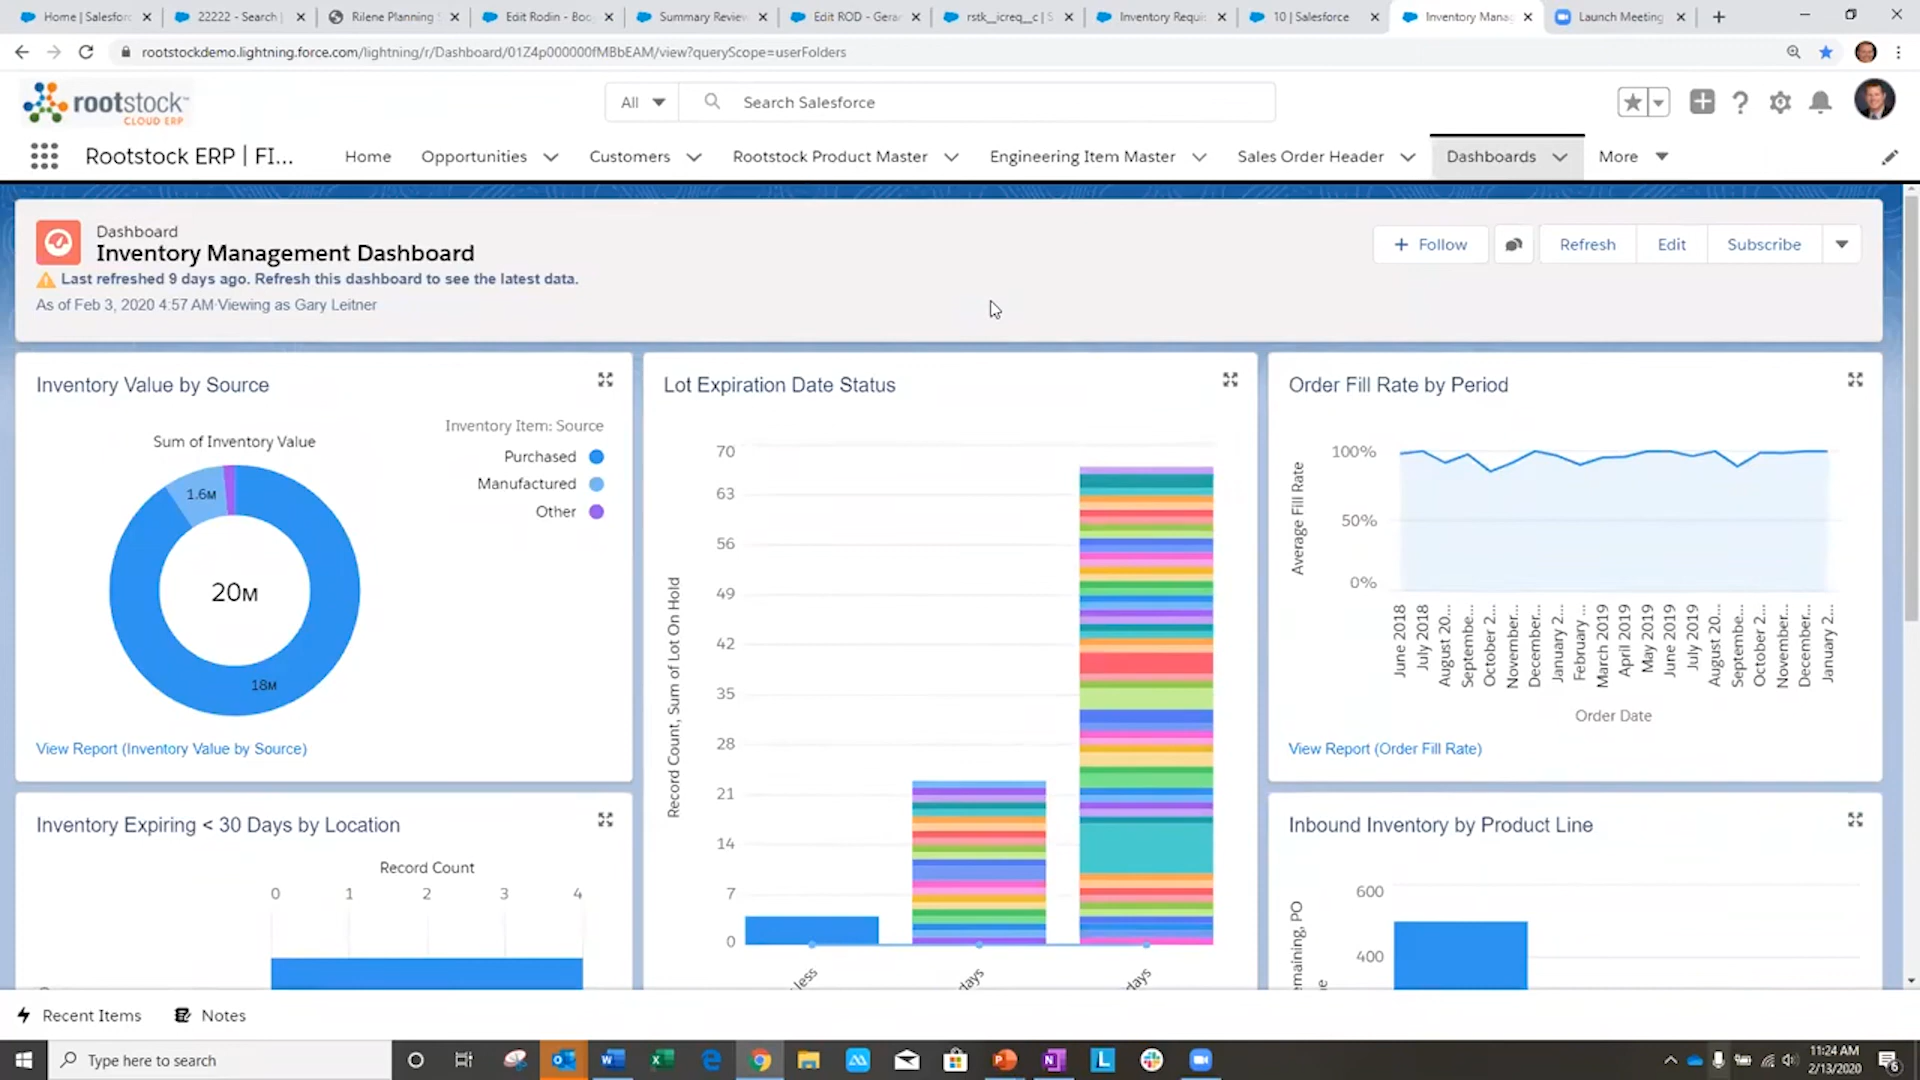 Home | Salesforc
22222 - Search |
Rilene Planning S
Edit Rodin - Boo
Summary Review
Edit ROD - Gera
rstk__icreq__c | S
Inventory Requi
10 | Salesforce
Inventory Mana
Launch Meeting
rootstockdemo.lightning.force.com/lightning/r/Dashboard/01Z4p000000fMBbEAM/view?queryScope=userFolders
rootstock
CLOUD ERP
All
Search Salesforce
Rootstock ERP | FI...
Home
Opportunities
Customers
Rootstock Product Master
Engineering Item Master
Sales Order Header
Dashboards
More
Dashboard
Inventory Management Dashboard
Last refreshed 9 days ago. Refresh this dashboard to see the latest data.
As of Feb 3, 2020 4:57 AM·Viewing as Gary Leitner
+ Follow
Refresh
Edit
Subscribe
Inventory Value by Source
Sum of Inventory Value
Inventory Item: Source
Purchased
Manufactured
Other
1.6M
20M
18M
View Report (Inventory Value by Source)
Lot Expiration Date Status
Record Count, Sum of Lot On Hold
70
63
56
49
42
35
28
21
14
7
0
less
days
days
Order Fill Rate by Period
Average Fill Rate
100%
50%
0%
June 2018
July 2018
August 20...
Septembe...
October 2...
November...
December...
January 2...
February ...
March 2019
April 2019
May 2019
June 2019
July 2019
August 20...
Septembe...
October 2...
November...
December...
January 2...
Order Date
View Report (Order Fill Rate)
Inventory Expiring < 30 Days by Location
Record Count
0 1 2 3 4
Inbound Inventory by Product Line
600
400
emaining, PO
Recent Items
Notes
Type here to search
11:24 AM
2/13/2020
6